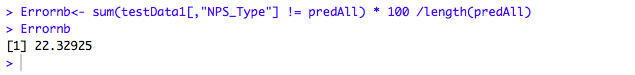 > Errornb<- sum(testData1[,"NPS_Type"] != predAll) * 100 /length(predAll)
> Errornb
[1] 22.32925
>